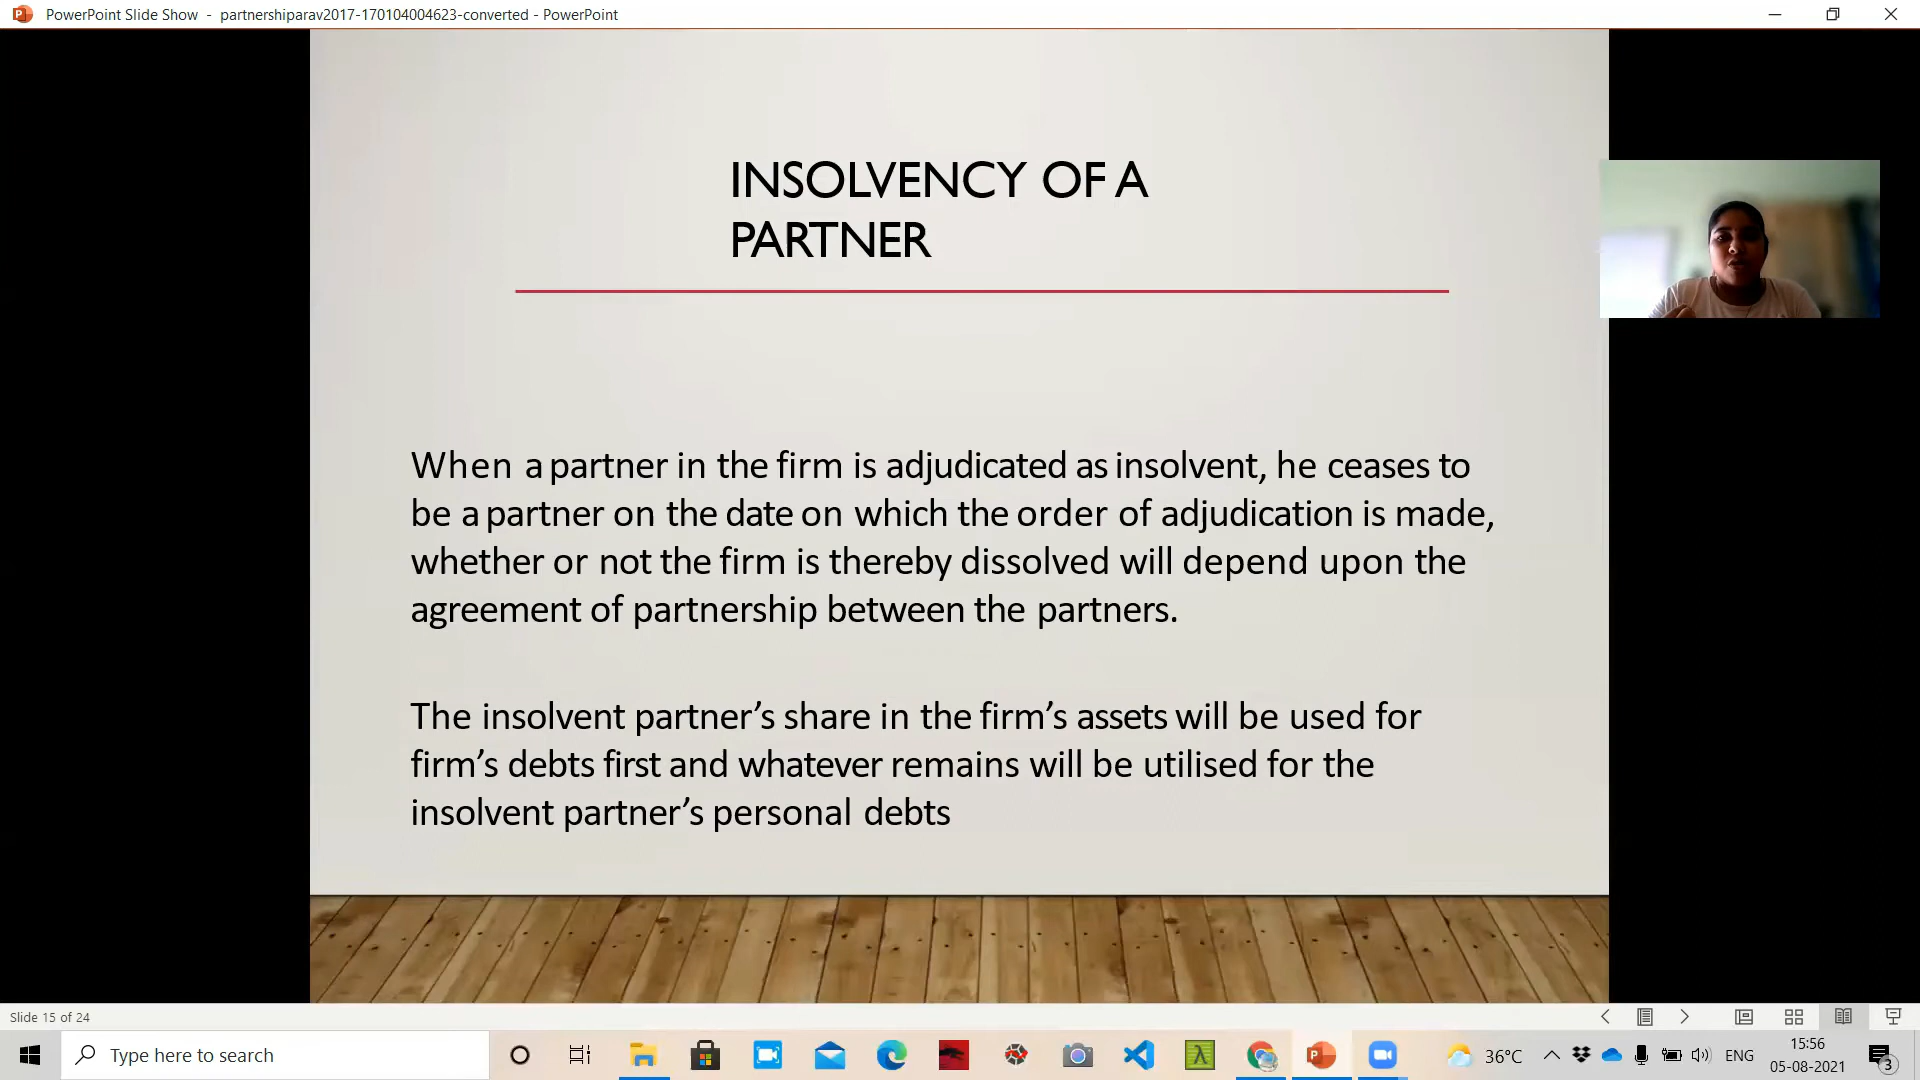 PowerPoint Slide Show - partnershiparav2017-170104004623-converted - PowerPoint
INSOLVENCY OF A
PARTNER
When a partner in the firm is adjudicated as insolvent, he ceases to
be a partner on the date on which the order of adjudication is made,
whether or not the firm is thereby dissolved will depend upon the
agreement of partnership between the partners.
The insolvent partner’s share in the firm’s assets will be used for
firm’s debts first and whatever remains will be utilised for the
insolvent partner’s personal debts
Slide 15 of 24
Type here to search
36°C
ENG
15:56
05-08-2021
3